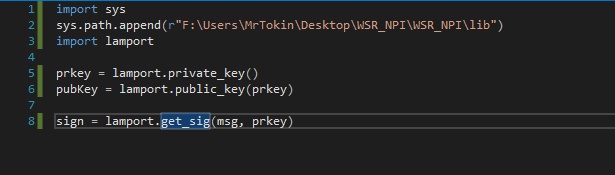 1 import sys
2 sys.path.append(r"F:\Users\MrTokin\Desktop\WSR_NPI\WSR_NPI\lib")
3 import lamport
4
5 prkey = lamport.private_key()
6 pubKey = lamport.public_key(prkey)
7
8 sign = lamport.get_sig(msg, prkey)